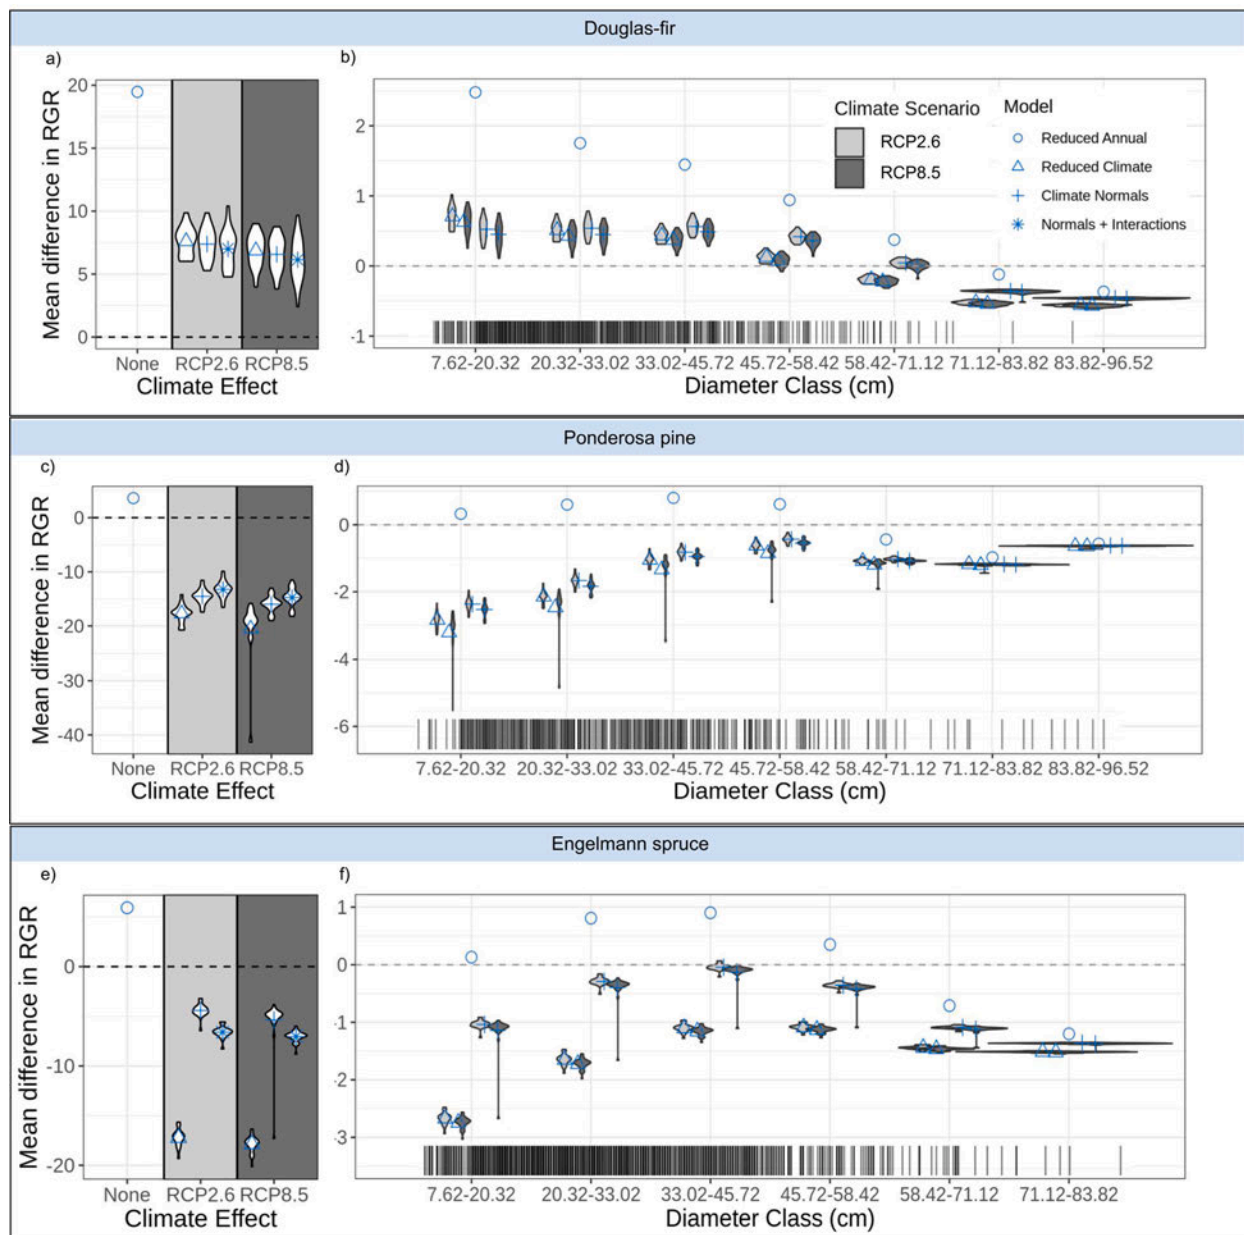 Douglas-fir
a)
b)
Mean difference in RGR
20
15
10
5
0
None
RCP2.6
RCP8.5
Climate Effect
2
1
0
-1
Climate Scenario
RCP2.6
RCP8.5
Model
Reduced Annual
Reduced Climate
Climate Normals
Normals + Interactions
7.62-20.32
20.32-33.02
33.02-45.72
45.72-58.42
58.42-71.12
71.12-83.82
83.82-96.52
Diameter Class (cm)
Ponderosa pine
c)
d)
Mean difference in RGR
0
-10
-20
-30
-40
None
RCP2.6
RCP8.5
Climate Effect
0
-2
-4
-6
7.62-20.32
20.32-33.02
33.02-45.72
45.72-58.42
58.42-71.12
71.12-83.82
83.82-96.52
Diameter Class (cm)
Engelmann spruce
e)
f)
Mean difference in RGR
0
-10
-20
None
RCP2.6
RCP8.5
Climate Effect
1
0
-1
-2
-3
7.62-20.32
20.32-33.02
33.02-45.72
45.72-58.42
58.42-71.12
71.12-83.82
Diameter Class (cm)